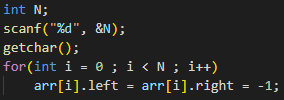 int N;
scanf("%d", &N);
getchar();
for(int i = 0 ; i < N ; i++)
    arr[i].left = arr[i].right = -1;